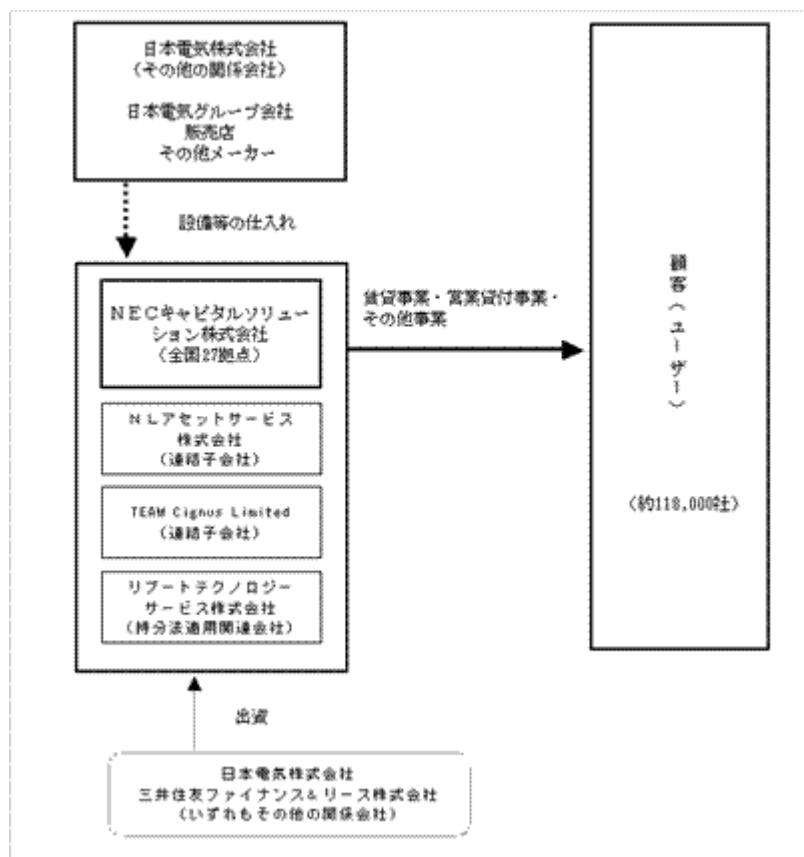 日本電気株式会社
(その他の関係会社)
日本電気グループ会社
販売店
その他メーカー
設備等の仕入れ
NECキャピタルソリュー
ション株式会社
(全国27拠点)
NLアセットサービス
株式会社
(連結子会社)
TEAM Cignus Limited
(連結子会社)
リブートテクノロジー
サービス株式会社
(持分法適用関連会社)
賃貸事業・営業貸付事業・
その他事業
顧客(ユーザー)
(約118,000社)
出資
日本電気株式会社
三井住友ファイナンス&リース株式会社
(いずれもその他の関係会社)